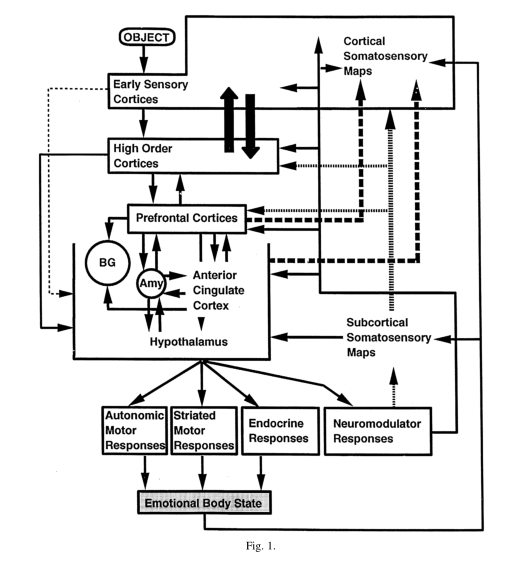 OBJECT
Cortical
Somatosensory
Maps
Early Sensory
Cortices
High Order
Cortices
Prefrontal Cortices
BG
Amy
Anterior
Cingulate
Cortex
Hypothalamus
Subcortical
Somatosensory
Maps
Autonomic
Motor
Responses
Striated
Motor
Responses
Endocrine
Responses
Neuromodulator
Responses
Emotional Body State
Fig. 1.